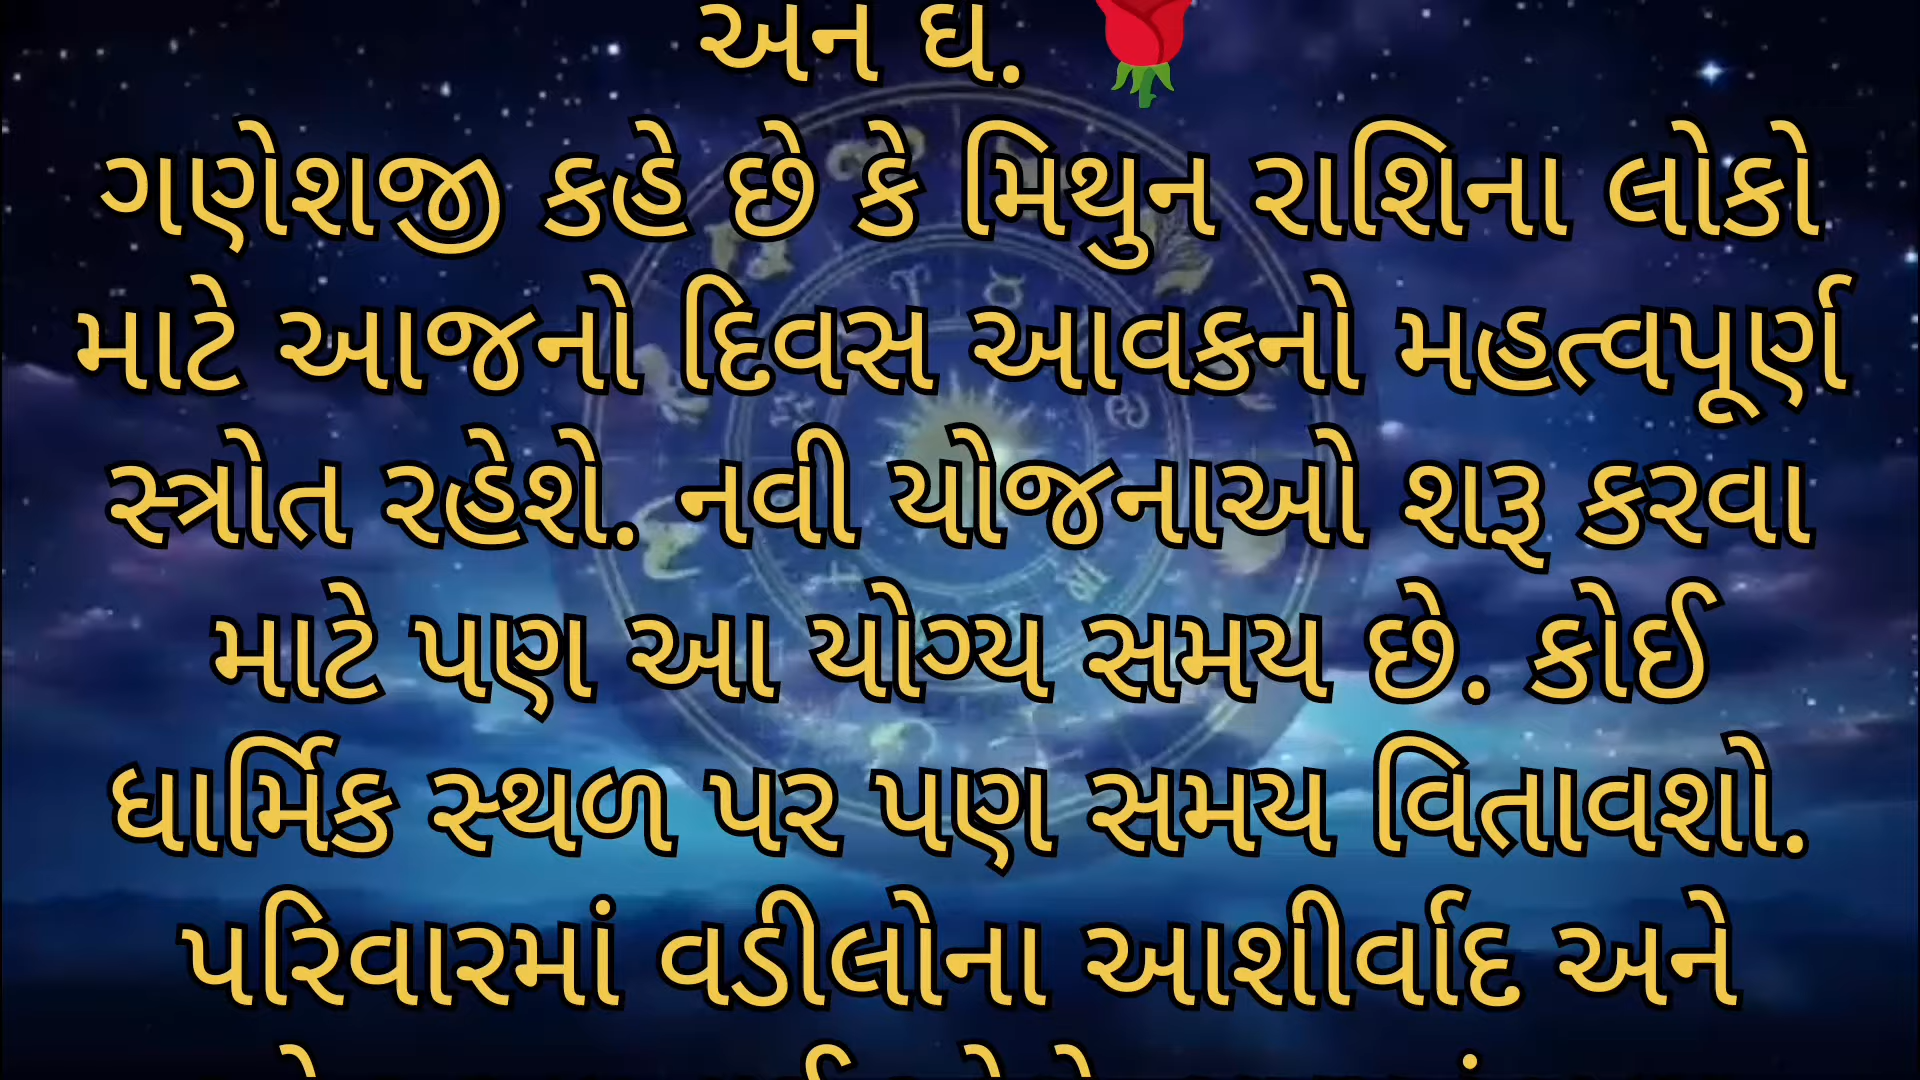 અને ઘ. 🌹
ગણેશજી કહે છે કે મિથુન રાશિના લોકો
માટે આજનો દિવસ આવકનો મહત્વપૂર્ણ
સ્ત્રોત રહેશે. નવી યોજનાઓ શરૂ કરવા
માટે પણ આ યોગ્ય સમય છે. કોઈ
ધાર્મિક સ્થળ પર પણ સમય વિતાવશો.
પરિવારમાં વડીલોના આશીર્વાદ અને